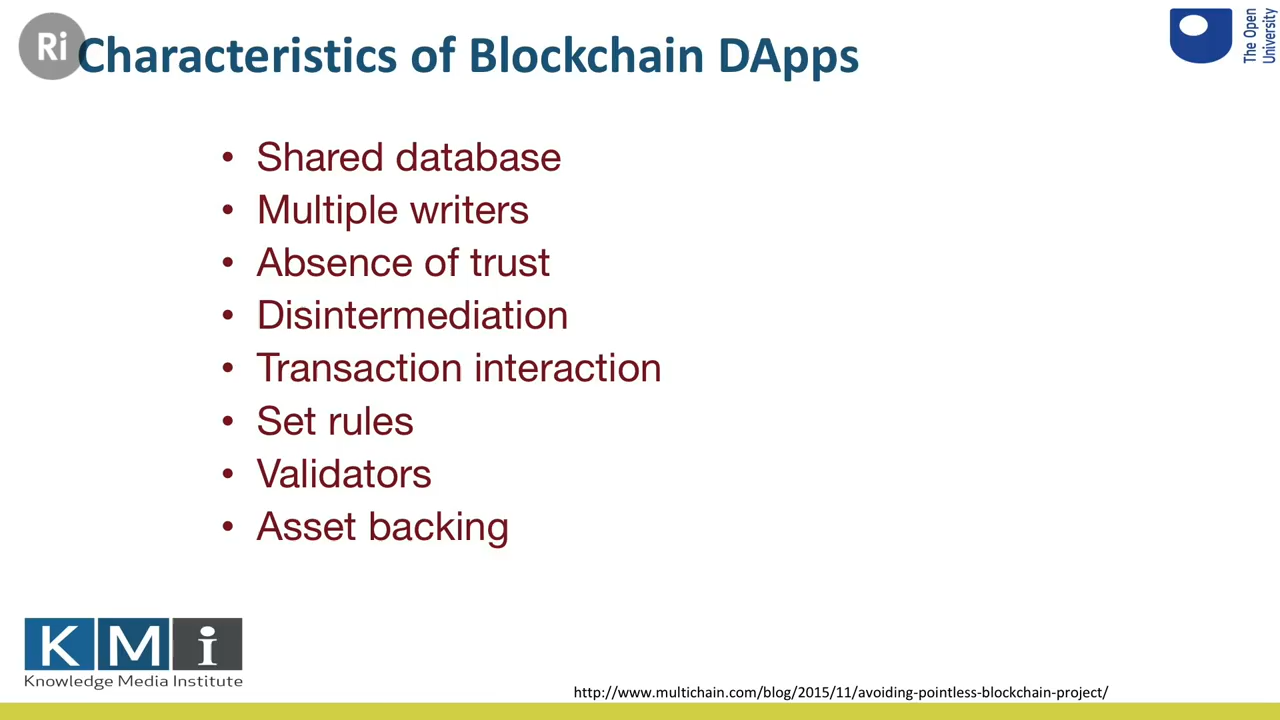 Ri
Characteristics of Blockchain DApps
The Open
University
• Shared database
• Multiple writers
• Absence of trust
• Disintermediation
• Transaction interaction
• Set rules
• Validators
• Asset backing
KMi
Knowledge Media Institute
http://www.multichain.com/blog/2015/11/avoiding-pointless-blockchain-project/